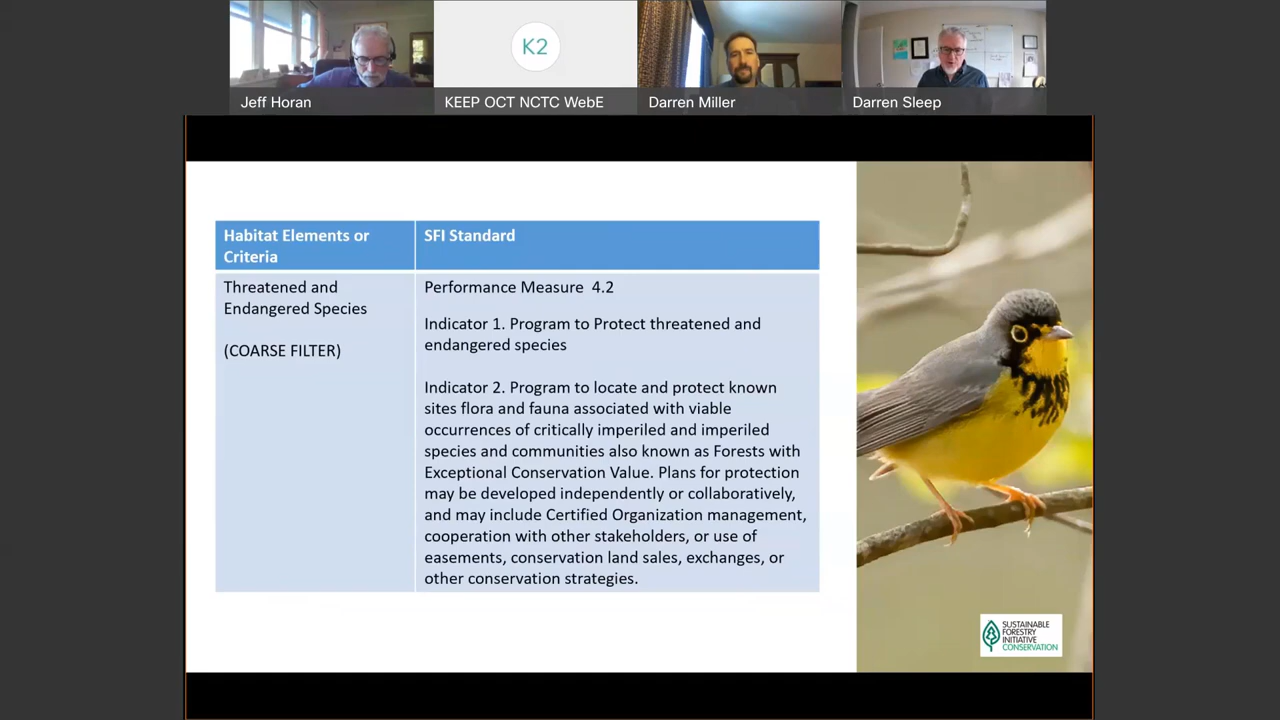 K2
Jeff Horan
KEEP OCT NCTC WebE
Darren Miller
Darren Sleep
Habitat Elements or
Criteria
SFI Standard
Threatened and
Endangered Species
(COARSE FILTER)
Performance Measure 4.2
Indicator 1. Program to Protect threatened and
endangered species
Indicator 2. Program to locate and protect known
sites flora and fauna associated with viable
occurrences of critically imperiled and imperiled
species and communities also known as Forests with
Exceptional Conservation Value. Plans for protection
may be developed independently or collaboratively,
and may include Certified Organization management,
cooperation with other stakeholders, or use of
easements, conservation land sales, exchanges, or
other conservation strategies.
SUSTAINABLE
FORESTRY
INITIATIVE
CONSERVATION